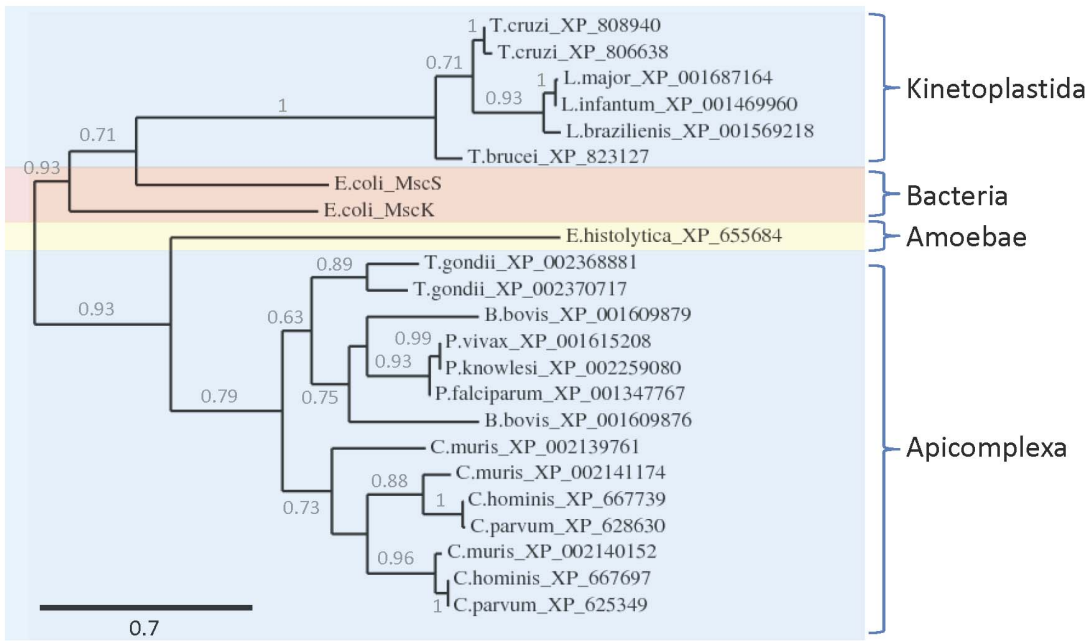 1 T.cruzi_XP_808940
T.cruzi_XP_806638
0.71
1 L.major_XP_001687164
Kinetoplastida
0.93
L.infantum_XP_001469960
1
L.brazilienis_XP_001569218
0.71
T.brucei_XP_823127
0.93
E.coli_MscS
Bacteria
E.coli_MscK
E.histolytica_XP_655684
Amoebae
0.89
T.gondii_XP_002368881
T.gondii_XP_002370717
0.93
0.63
B.bovis_XP_001609879
0.99 P.vivax_XP_001615208
0.93 P.knowlesi_XP_002259080
P.falciparum_XP_001347767
0.79
0.75
B.bovis_XP_001609876
C.muris_XP_002139761
Apicomplexa
C.muris_XP_002141174
0.88
1 C.hominis_XP_667739
0.73
C.parvum_XP_628630
C.muris_XP_002140152
0.96
C.hominis_XP_667697
1 C.parvum_XP_625349
0.7